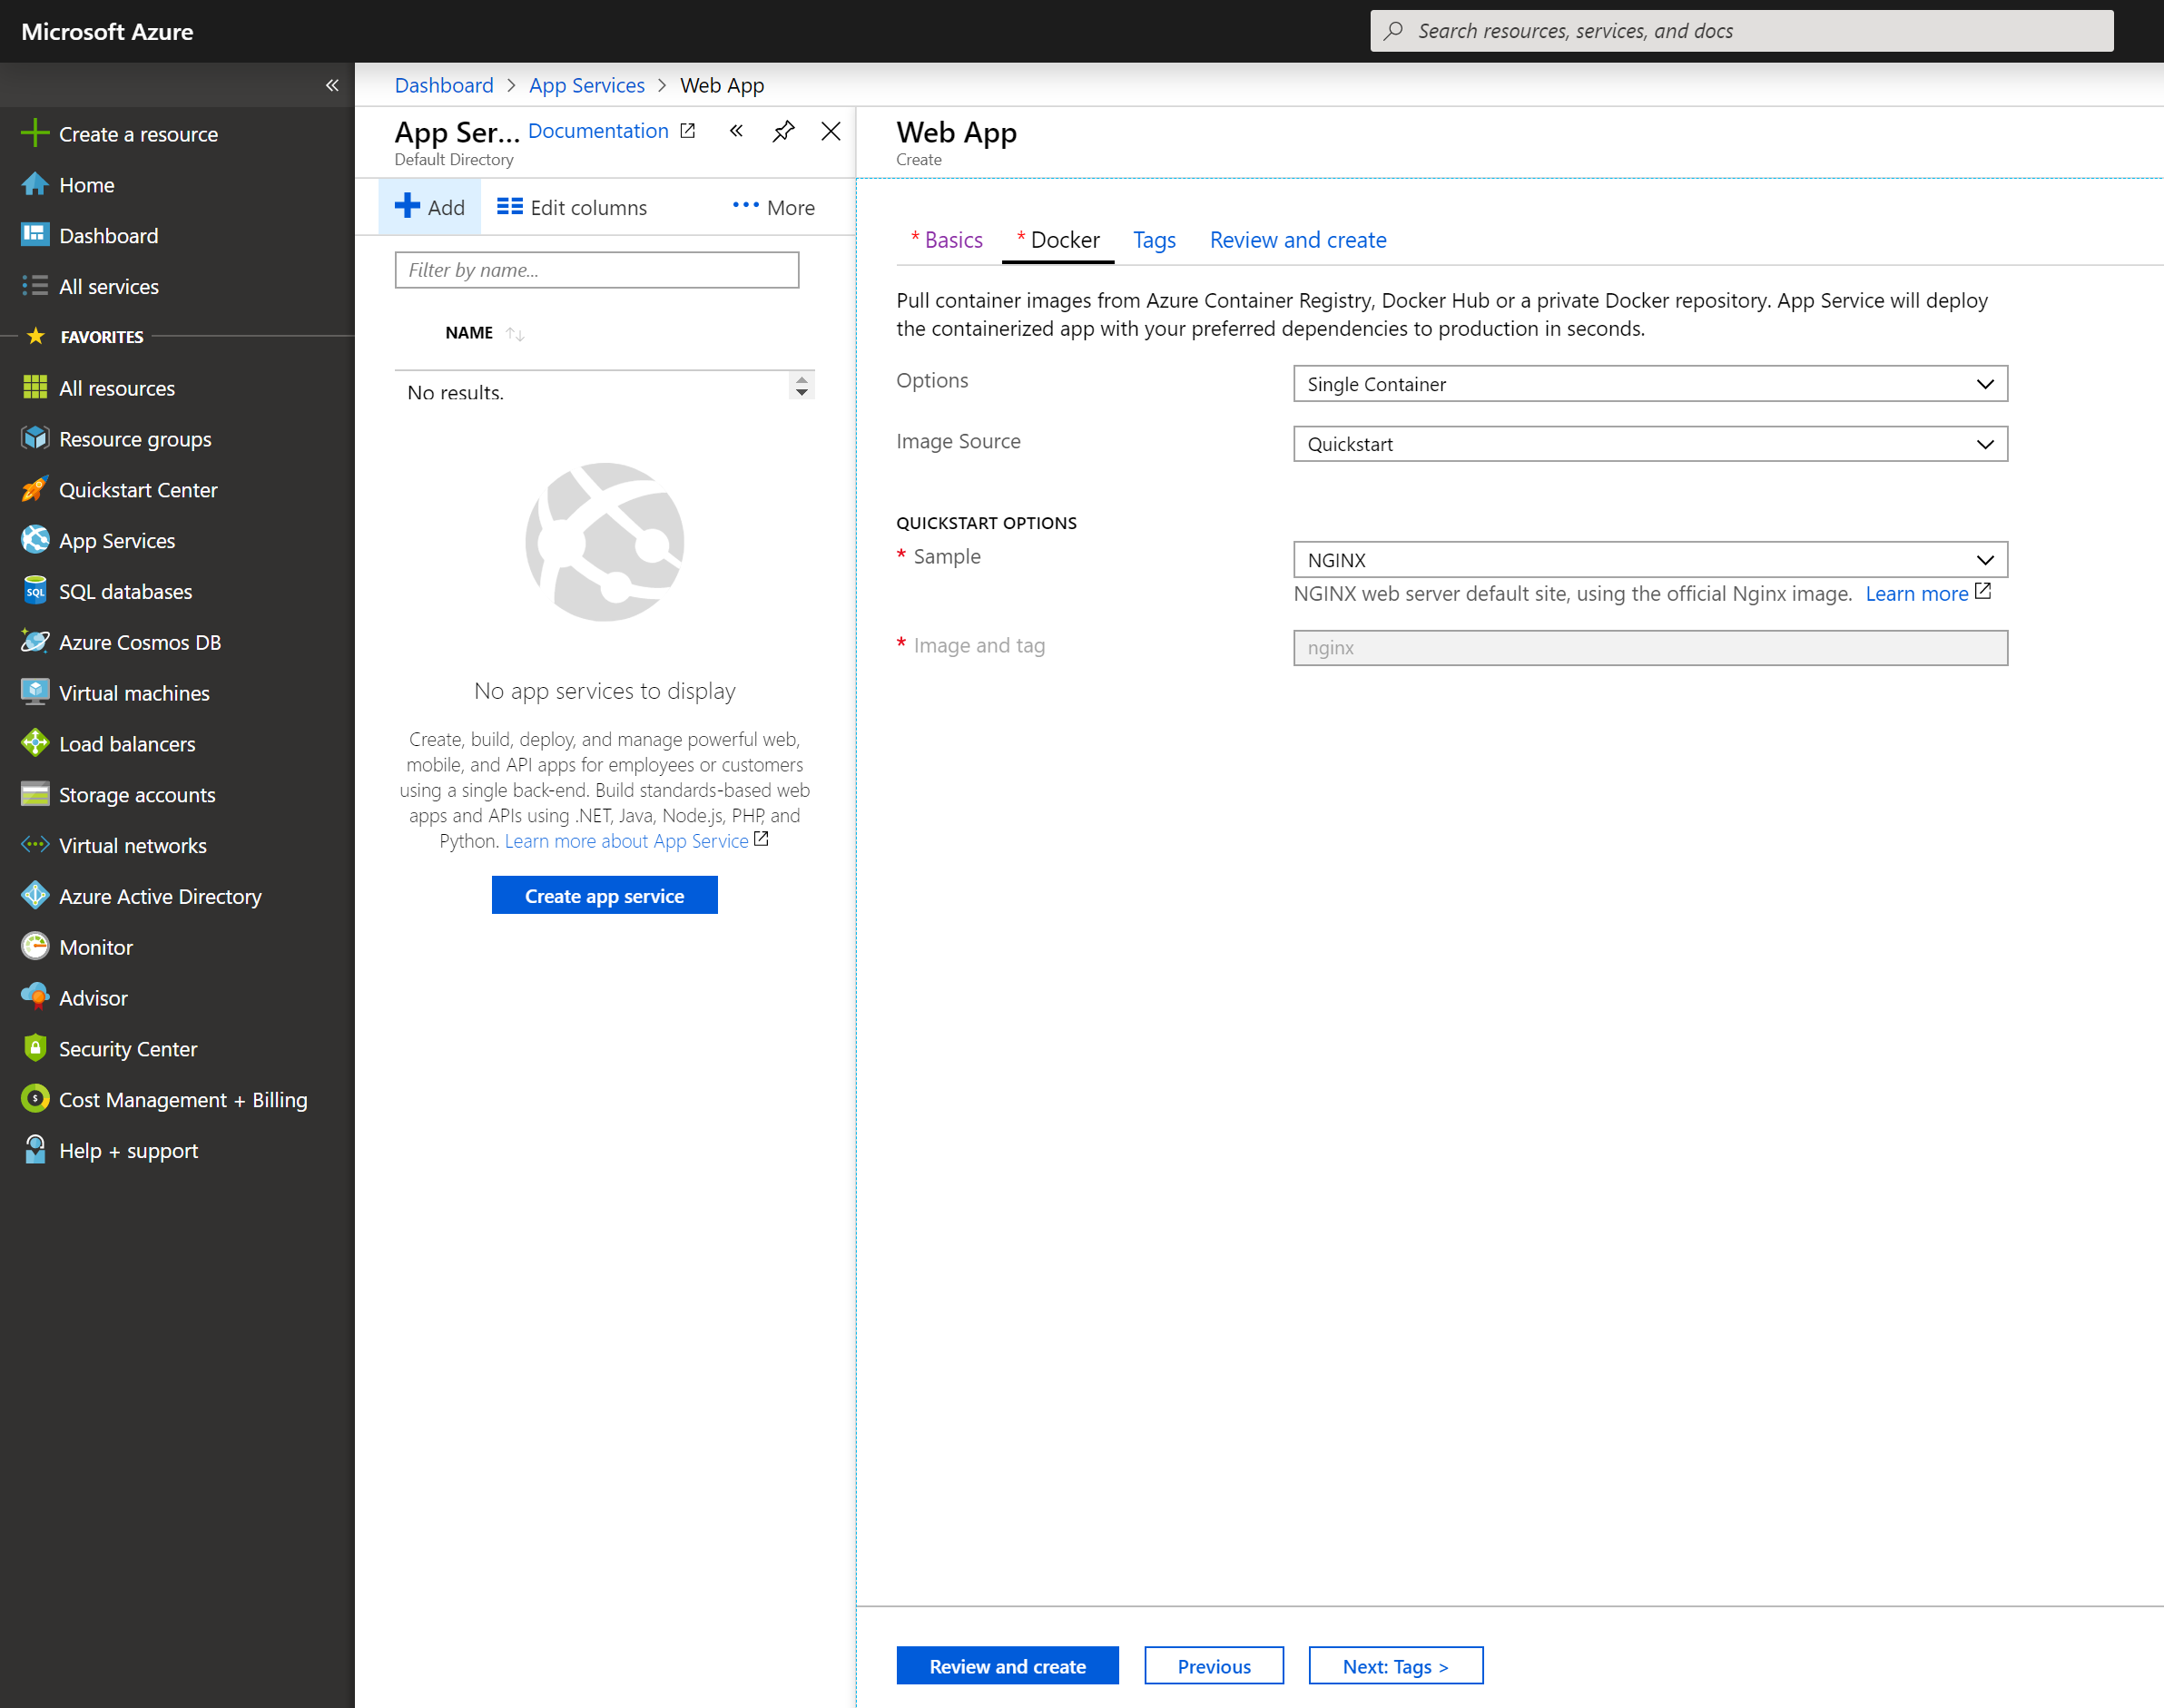 Microsoft Azure
Search resources, services, and docs
«
Create a resource
Home
Dashboard
All services
FAVORITES
All resources
Resource groups
Quickstart Center
App Services
SQL
SQL databases
Azure Cosmos DB
Virtual machines
Load balancers
Storage accounts
Virtual networks
Azure Active Directory
Monitor
Advisor
Security Center
$
Cost Management + Billing
Help + support
Dashboard > App Services > Web App
App Ser... Documentation «
Default Directory
Add Edit columns ··· More
Filter by name...
NAME
No results.
No app services to display
Create, build, deploy, and manage powerful web,
mobile, and API apps for employees or customers
using a single back-end. Build standards-based web
apps and APIs using .NET, Java, Node.js, PHP, and
Python. Learn more about App Service
Create app service
Web App
Create
* Basics * Docker Tags Review and create
Pull container images from Azure Container Registry, Docker Hub or a private Docker repository. App Service will deploy
the containerized app with your preferred dependencies to production in seconds.
Options Single Container
Image Source Quickstart
QUICKSTART OPTIONS
* Sample NGINX
NGINX web server default site, using the official Nginx image. Learn more
* Image and tag nginx
Review and create Previous Next: Tags >